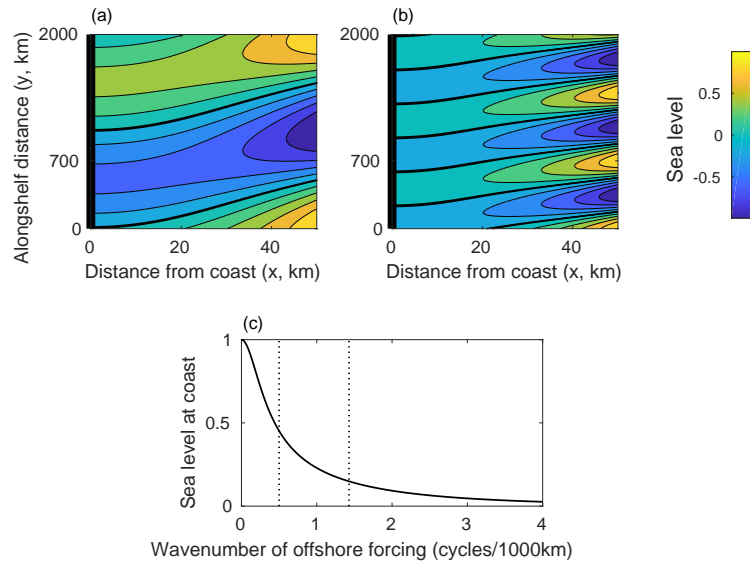 (a)
(b)
2000
700
0
Alongshelf distance (y, km)
0
20
40
Distance from coast (x, km)
2000
700
0
0
20
40
Distance from coast (x, km)
0.5
0
-0.5
Sea level
(c)
1
0.5
0
Sea level at coast
0
1
2
3
4
Wavenumber of offshore forcing (cycles/1000km)